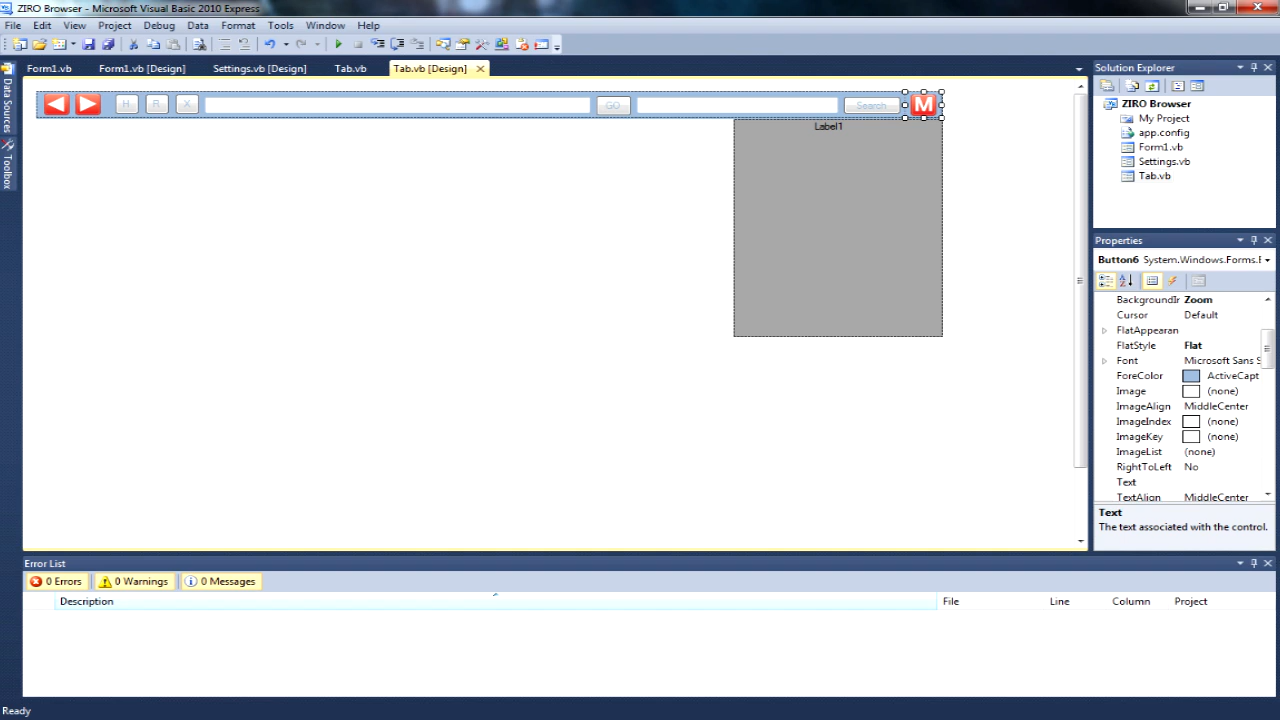 ZIRO Browser - Microsoft Visual Basic 2010 Express
File Edit View Project Debug Data Format Tools Window Help
Form1.vb Form1.vb [Design] Settings.vb [Design] Tab.vb Tab.vb [Design]
Data Sources
Toolbox
H R X GO Search M
Label1
Solution Explorer
ZIRO Browser
My Project
app.config
Form1.vb
Settings.vb
Tab.vb
Properties
Button6 System.Windows.Forms.
BackgroundIr Zoom
Cursor Default
FlatAppearan
FlatStyle Flat
Font Microsoft Sans S
ForeColor ActiveCapt
Image (none)
ImageAlign MiddleCenter
ImageIndex (none)
ImageKey (none)
ImageList (none)
RightToLeft No
Text
TextAlign MiddleCenter
Text
The text associated with the control.
Error List
0 Errors 0 Warnings 0 Messages
Description File Line Column Project
Ready